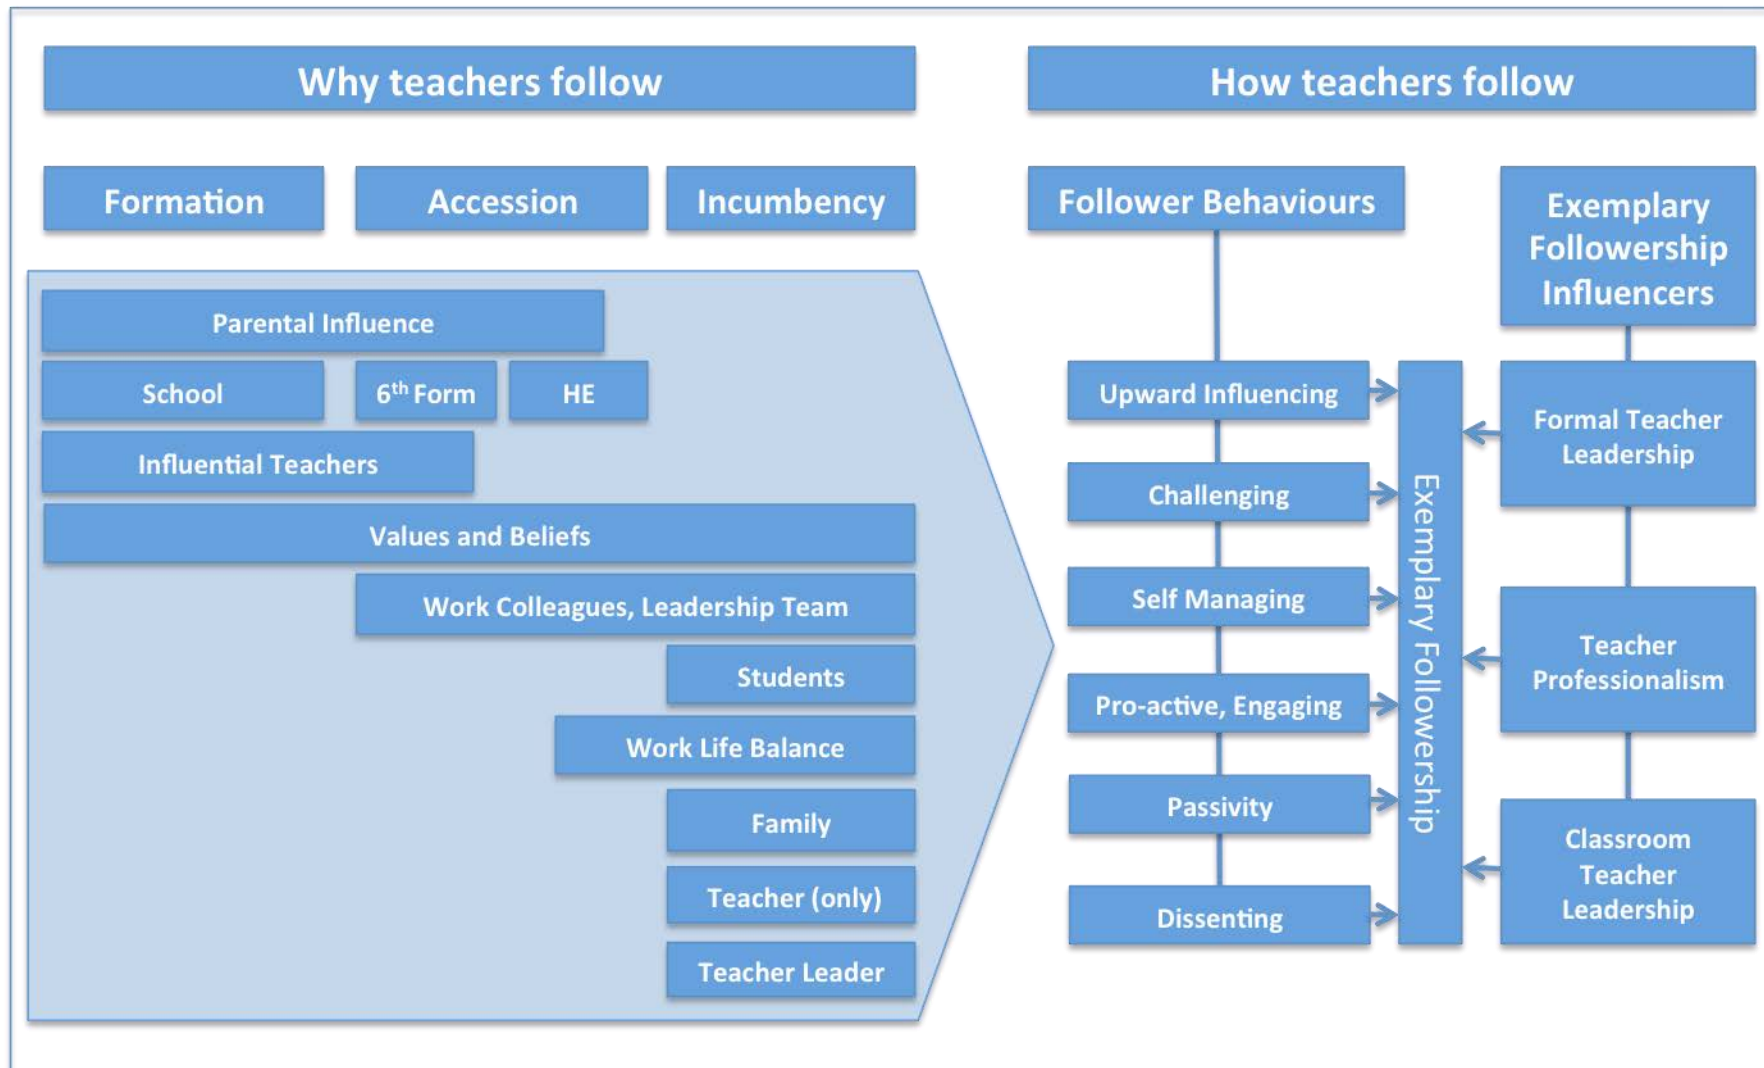 Why teachers follow
How teachers follow
Formation
Accession
Incumbency
Follower Behaviours
Exemplary
Followership
Influencers
Parental Influence
School
6th Form
HE
Influential Teachers
Values and Beliefs
Work Colleagues, Leadership Team
Students
Work Life Balance
Family
Teacher (only)
Teacher Leader
Upward Influencing
Challenging
Self Managing
Pro-active, Engaging
Passivity
Dissenting
Exemplary Followership
Formal Teacher
Leadership
Teacher
Professionalism
Classroom
Teacher
Leadership